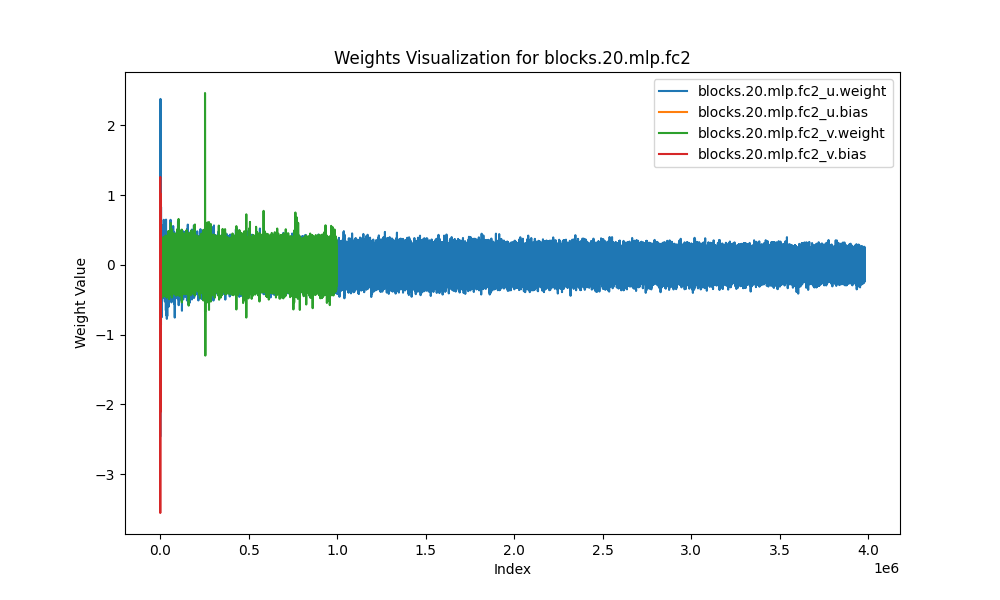 Weights Visualization for blocks.20.mlp.fc2
blocks.20.mlp.fc2_u.weight
blocks.20.mlp.fc2_u.bias
blocks.20.mlp.fc2_v.weight
blocks.20.mlp.fc2_v.bias
Weight Value
2
1
0
−1
−2
−3
0.0 0.5 1.0 1.5 2.0 2.5 3.0 3.5 4.0
1e6
Index